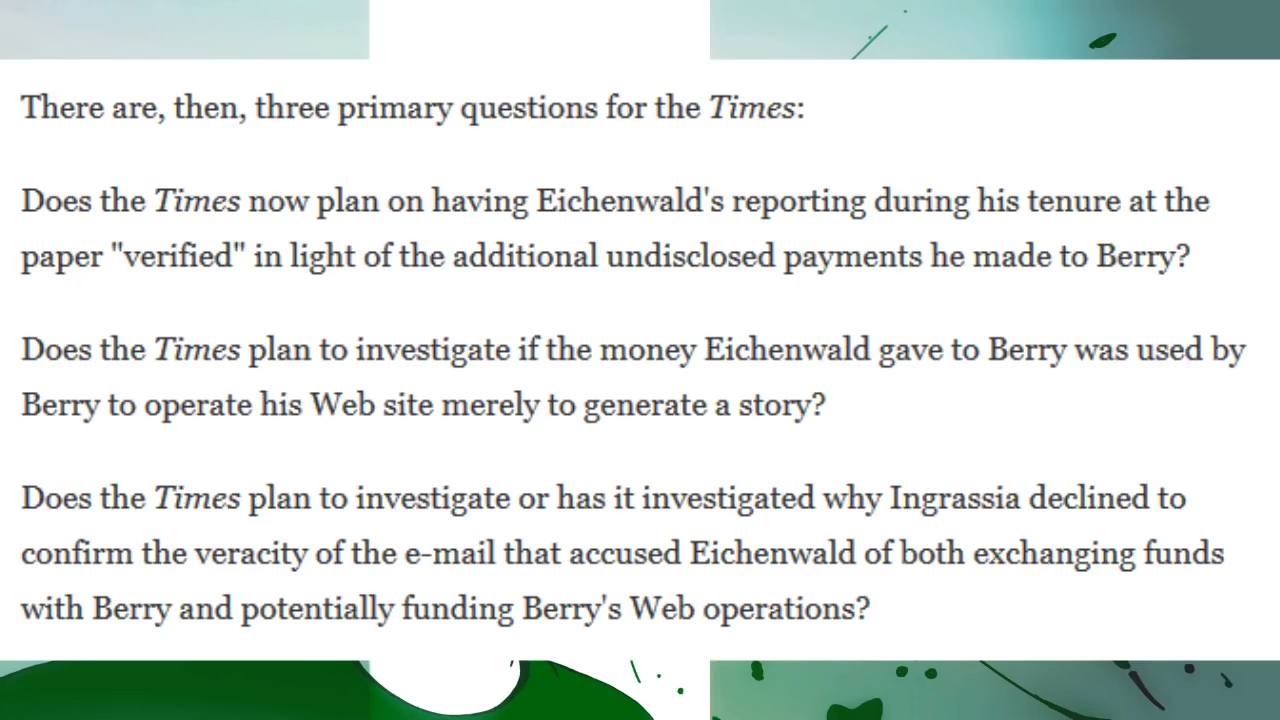 There are, then, three primary questions for the Times:
Does the Times now plan on having Eichenwald's reporting during his tenure at the
paper "verified" in light of the additional undisclosed payments he made to Berry?
Does the Times plan to investigate if the money Eichenwald gave to Berry was used by
Berry to operate his Web site merely to generate a story?
Does the Times plan to investigate or has it investigated why Ingrassia declined to
confirm the veracity of the e-mail that accused Eichenwald of both exchanging funds
with Berry and potentially funding Berry's Web operations?